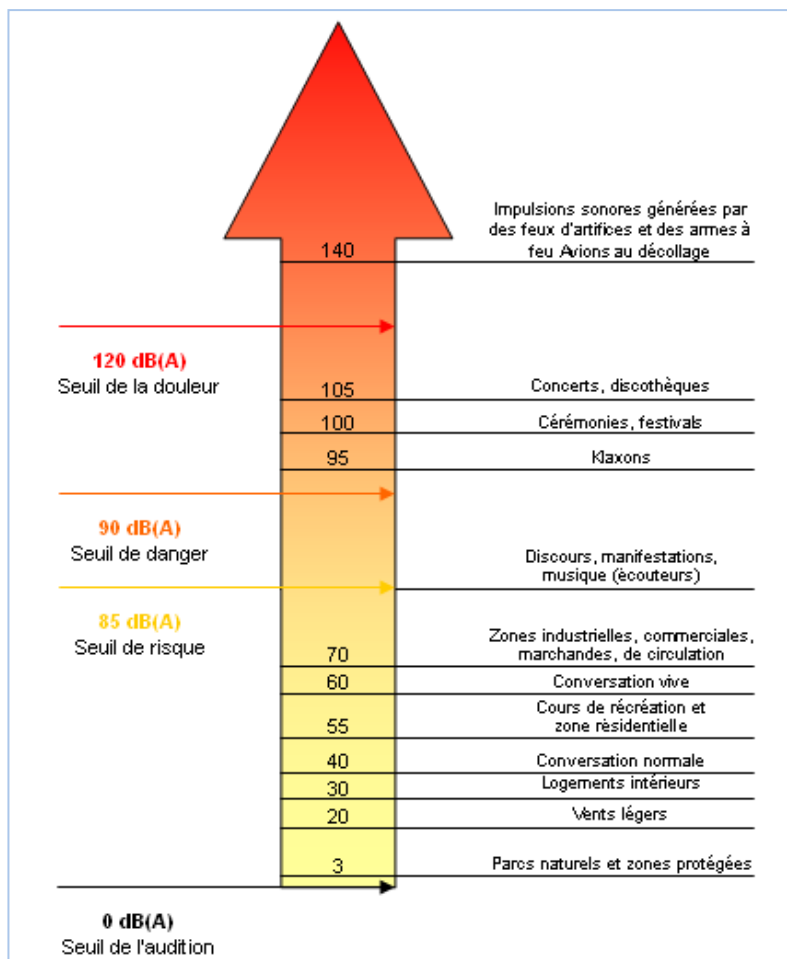 Impulsions sonores générées par
des feux d'artifices et des armes à
feu Avions au décollage
140
120 dB(A)
Seuil de la douleur
105
Concerts, discothèques
100
Cérémonies, festivals
95
Klaxons
90 dB(A)
Seuil de danger
Discours, manifestations,
musique (écouteurs)
85 dB(A)
Seuil de risque
Zones industrielles, commerciales,
marchandes, de circulation
70
60
Conversation vive
Cours de récréation et
zone résidentielle
55
40
Conversation normale
30
Logements intérieurs
20
Vents légers
3
Parcs naturels et zones protégées
0 dB(A)
Seuil de l'audition